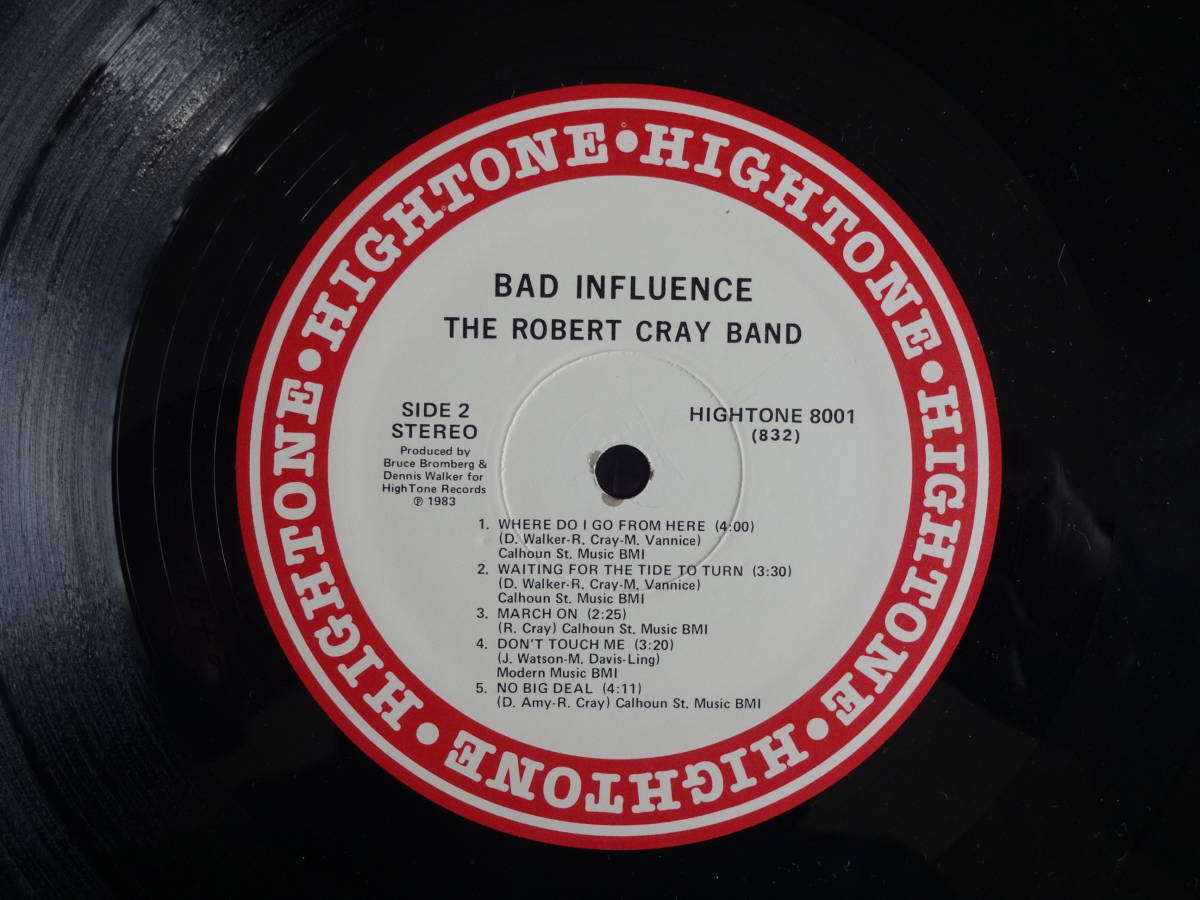 HIGHTONE • HIGHTONE • HIGHTONE • HIGHTONE • HIGHTONE • HIGHTONE • HIGHTONE • HIGHTONE •
BAD INFLUENCE
THE ROBERT CRAY BAND
SIDE 2
STEREO
Produced by
Bruce Bromberg &
Dennis Walker for
HighTone Records
℗ 1983
HIGHTONE 8001
(832)
1. WHERE DO I GO FROM HERE (4:00)
(D. Walker-R. Cray-M. Vannice)
Calhoun St. Music BMI
2. WAITING FOR THE TIDE TO TURN (3:30)
(D. Walker-R. Cray-M. Vannice)
Calhoun St. Music BMI
3. MARCH ON (2:25)
(R. Cray) Calhoun St. Music BMI
4. DON'T TOUCH ME (3:20)
(J. Watson-M. Davis-Ling)
Modern Music BMI
5. NO BIG DEAL (4:11)
(D. Amy-R. Cray) Calhoun St. Music BMI